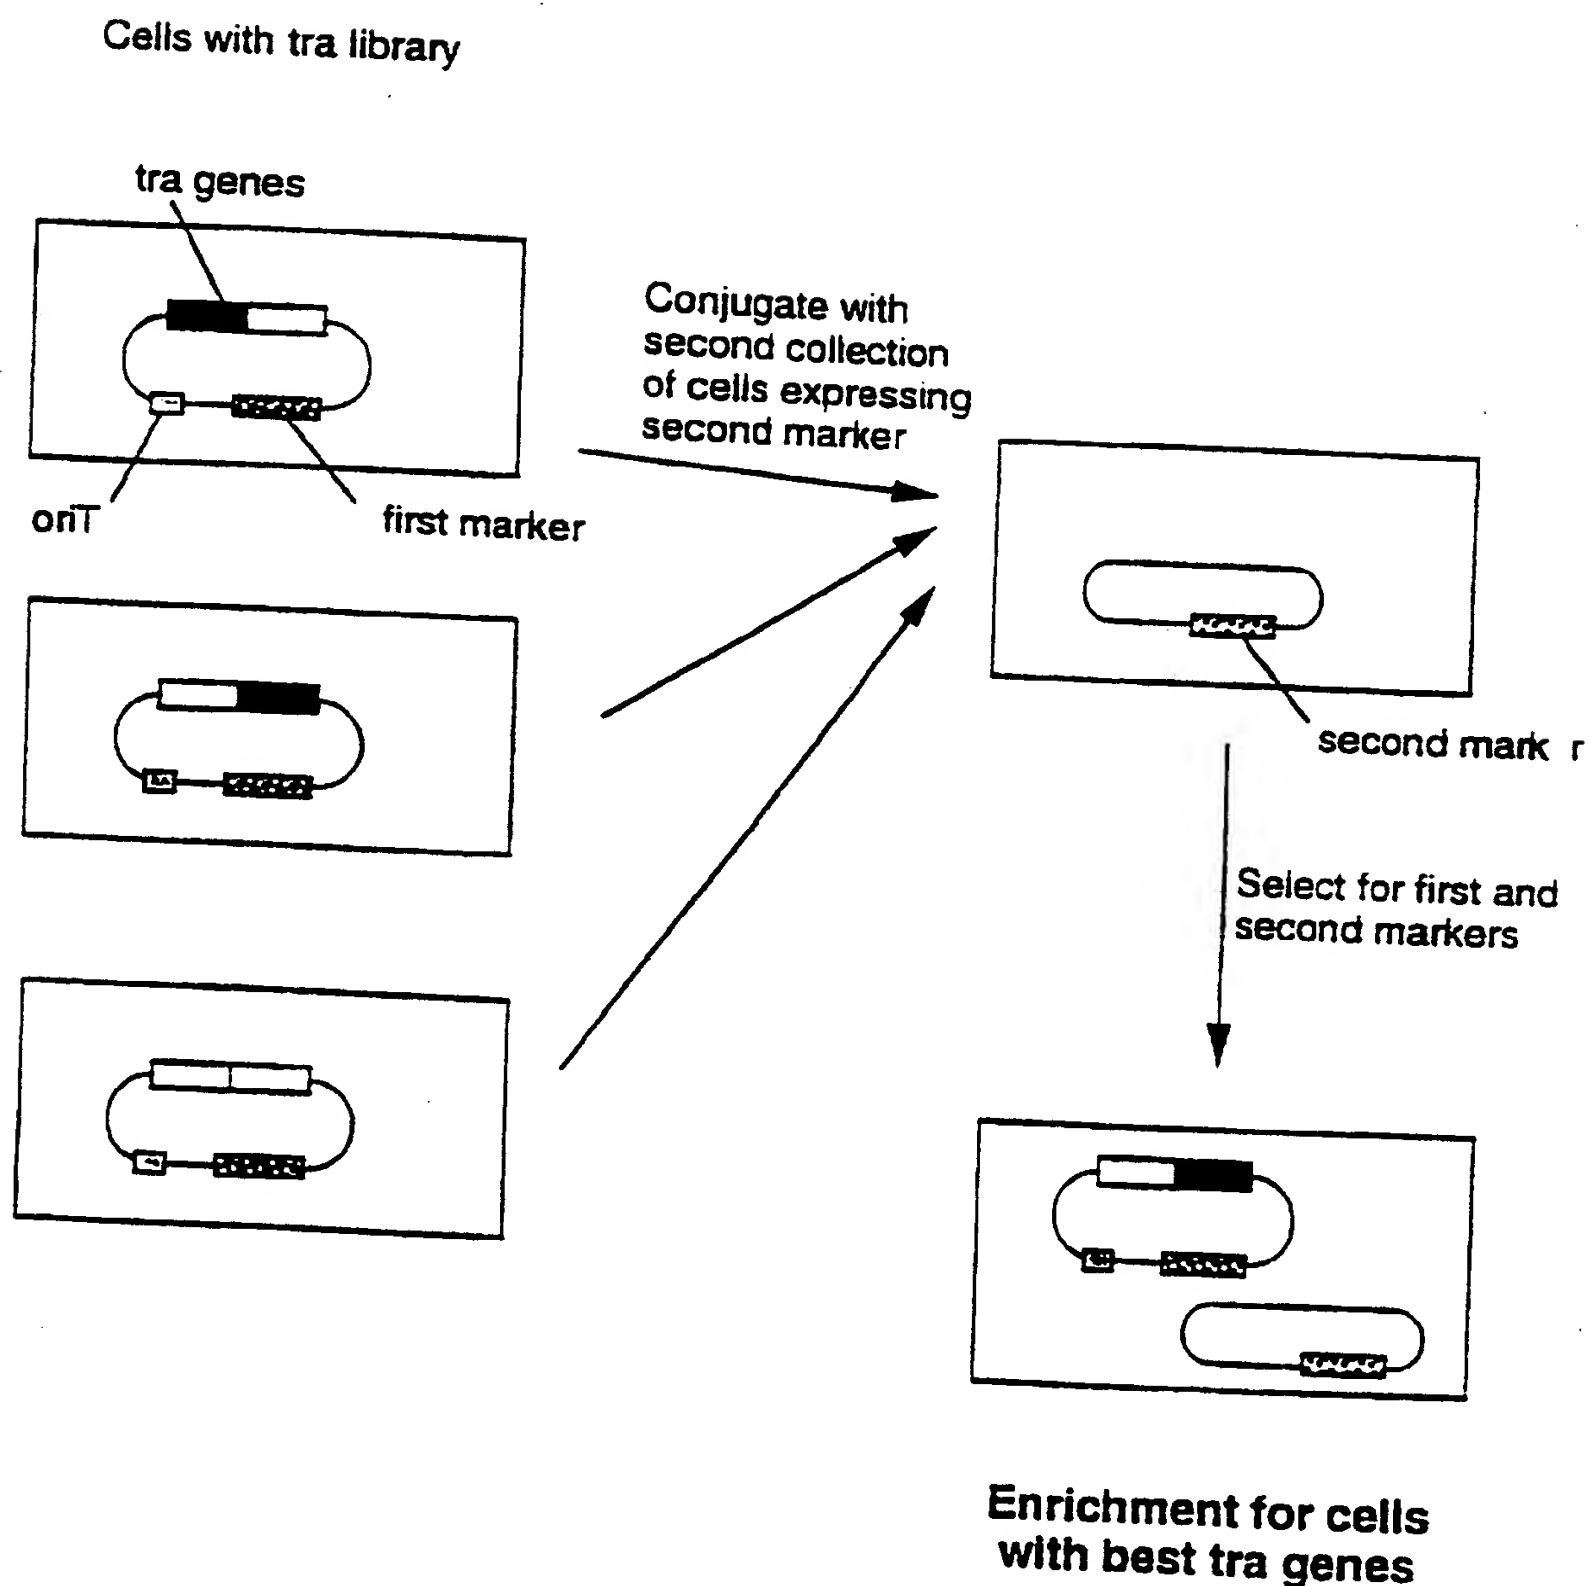 Cells with tra library
tra genes
Conjugate with
second collection
of cells expressing
second marker
oriT
first marker
second mark r
Select for first and
second markers
Enrichment for cells
with best tra genes